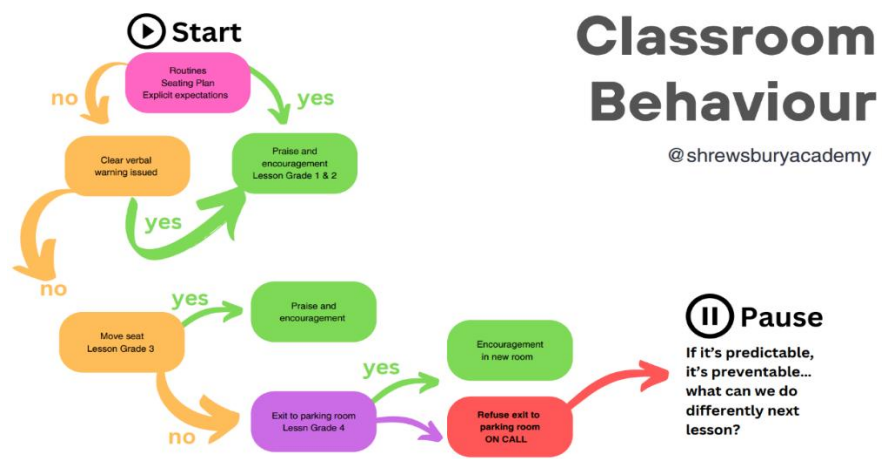 Start
Classroom
Behaviour
@shrewsburyacademy
Routines
Seating Plan
Explicit expectations
no
yes
Clear verbal
warning issued
Praise and
encouragement
Lesson Grade 1 & 2
yes
no
Move seat
Lesson Grade 3
yes
Praise and
encouragement
no
Exit to parking room
Lessn Grade 4
yes
Encouragement
in new room
Refuse exit to
parking room
ON CALL
Pause
If it's predictable,
it's preventable...
what can we do
differently next
lesson?